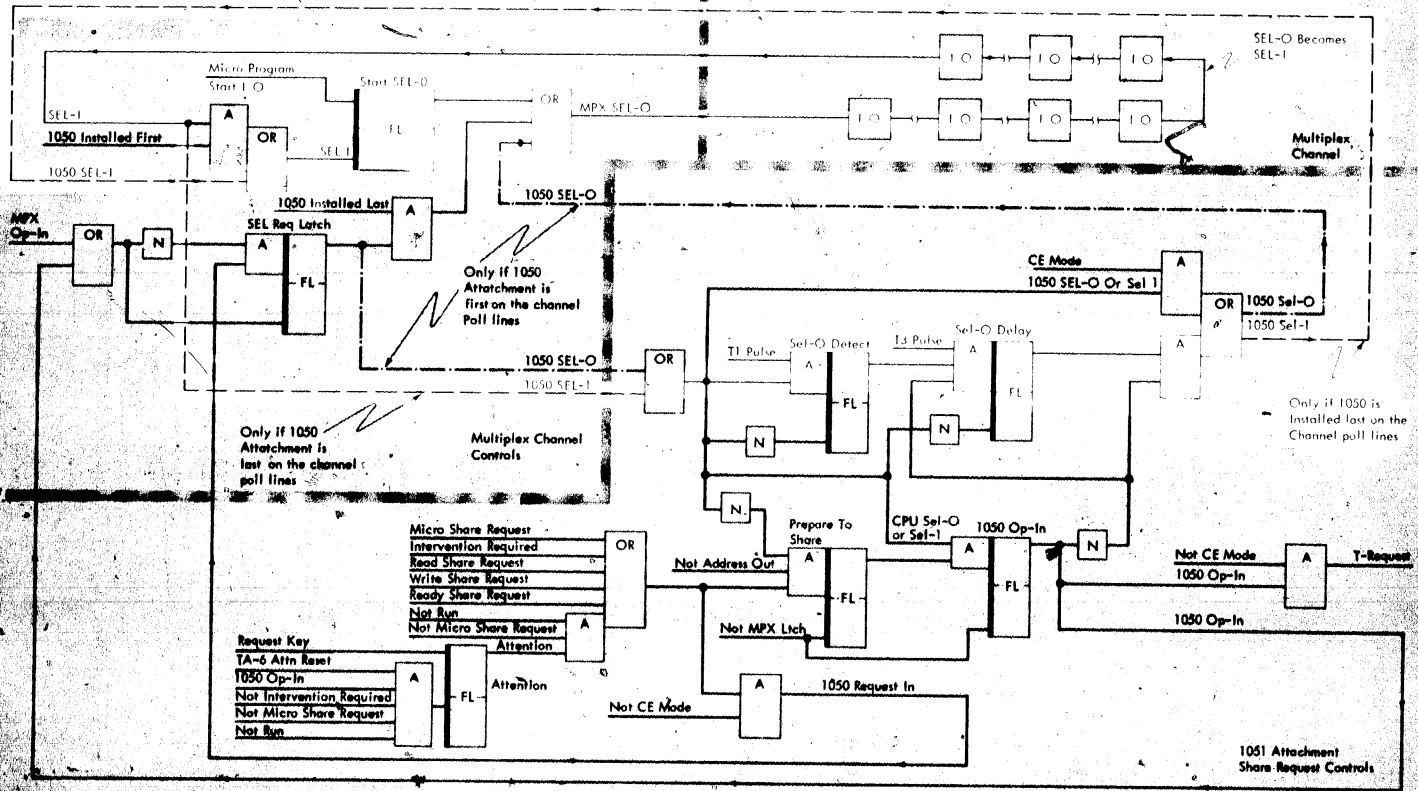 SEL-O Becomes
SEL-I
I O
I O
I O
Micro Program
Start I O
Start SEL-O
FL
OR
MPX SEL-O
I O
I O
I O
I O
SEL-I
A
1050 Installed First
OR
SEL I
Multiplex
Channel
1050 SEL-I
1050 Installed Last
A
1050 SEL-O
MPX
Op-In
OR
N
SEL Req Latch
A
FL
Only if 1050
Attatchment is
first on the channel
Poll lines
CE Mode
1050 SEL-O Or Sel 1
A
OR
1050 Sel-O
1050 Sel-1
T1 Pulse
Sel-O Detect
A
FL
T3 Pulse
Sel-O Delay
A
FL
A
1050 SEL-O
1050 SEL-1
OR
N
N
Only if 1050 is
Installed last on the
Channel poll lines
Only if 1050
Attatchment is
last on the channel
poll lines
Multiplex Channel
Controls
N
Micro Share Request
Intervention Required
Read Share Request
Write Share Request
Ready Share Request
Not Run
Not Micro Share Request
OR
A
Attention
Prepare To
Share
Not Address Out
A
FL
Not MPX Ltch
CPU Sel-O
or Sel-1
A
1050 Op-In
FL
N
Not CE Mode
1050 Op-In
A
T-Request
1050 Op-In
Request Key
TA-6 Attn Reset
1050 Op-In
Not Intervention Required
Not Micro Share Request
Not Run
A
FL
Attention
Not CE Mode
A
1050 Request In
1051 Attachment
Share Request Controls